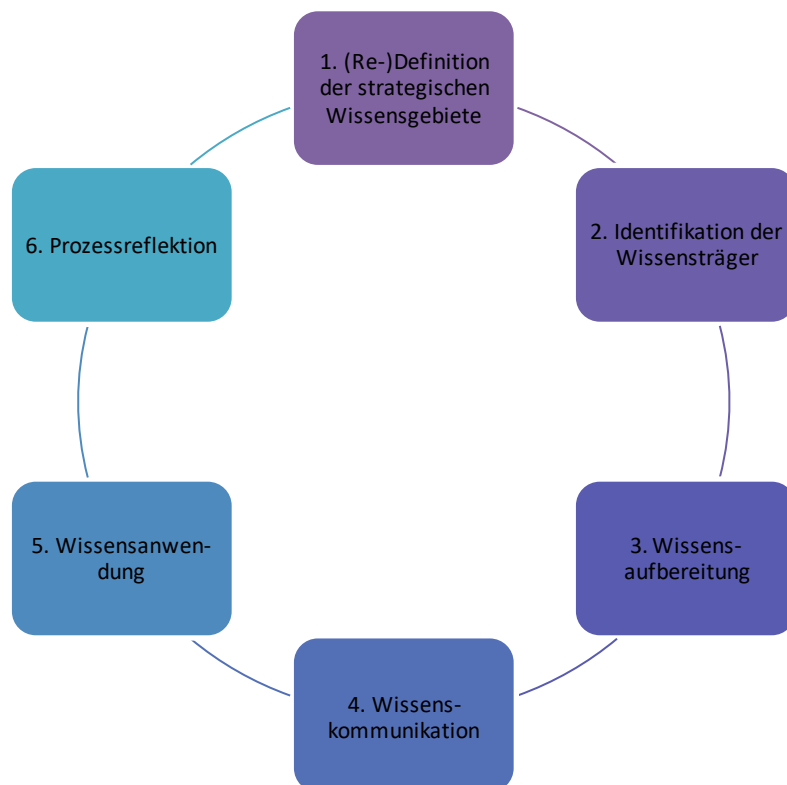 1. (Re-)Definition
der strategischen
Wissensgebiete
2. Identifikation der
Wissensträger
3. Wissens-
aufbereitung
4. Wissens-
kommunikation
5. Wissensanwen-
dung
6. Prozessreflektion